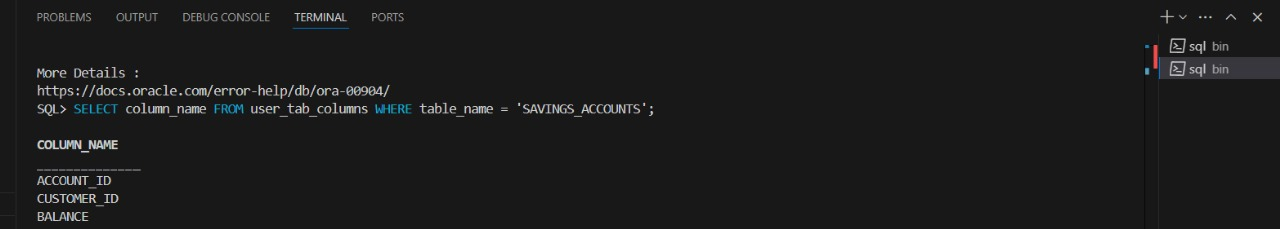 PROBLEMS OUTPUT DEBUG CONSOLE TERMINAL PORTS
sql bin
sql bin
More Details :
https://docs.oracle.com/error-help/db/ora-00904/
SQL> SELECT column_name FROM user_tab_columns WHERE table_name = 'SAVINGS_ACCOUNTS';
COLUMN_NAME
______________
ACCOUNT_ID
CUSTOMER_ID
BALANCE